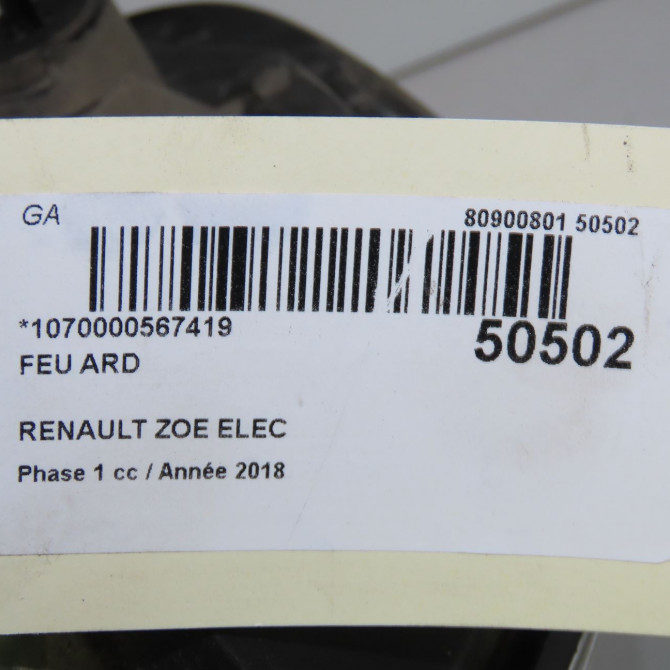 GA
80900801 50502
*1070000567419
50502
FEU ARD
RENAULT ZOE ELEC
Phase 1 cc / Année 2018